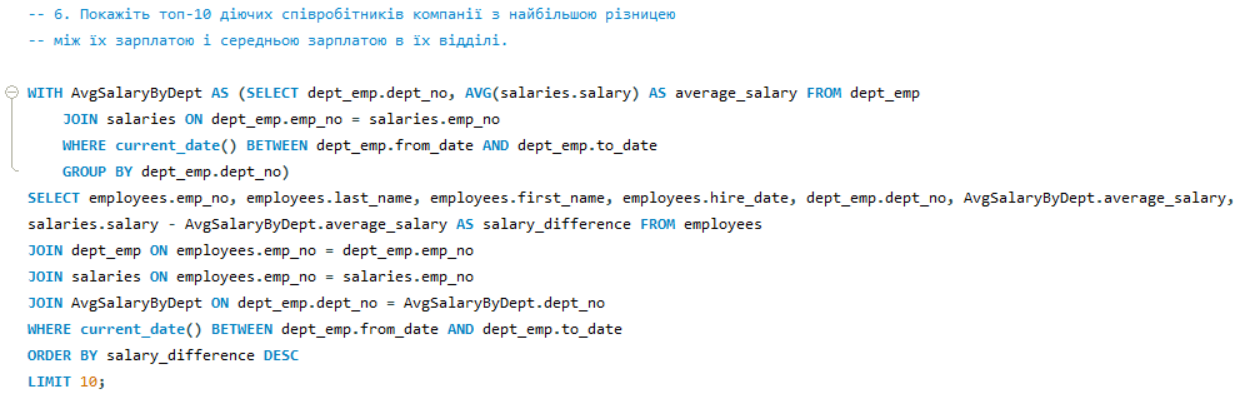 -- 6. Покажіть топ-10 діючих співробітників компанії з найбільшою різницею
-- між їх зарплатою і середньою зарплатою в їх відділі.
WITH AvgSalaryByDept AS (SELECT dept_emp.dept_no, AVG(salaries.salary) AS average_salary FROM dept_emp
JOIN salaries ON dept_emp.emp_no = salaries.emp_no
WHERE current_date() BETWEEN dept_emp.from_date AND dept_emp.to_date
GROUP BY dept_emp.dept_no)
SELECT employees.emp_no, employees.last_name, employees.first_name, employees.hire_date, dept_emp.dept_no, AvgSalaryByDept.average_salary,
salaries.salary - AvgSalaryByDept.average_salary AS salary_difference FROM employees
JOIN dept_emp ON employees.emp_no = dept_emp.emp_no
JOIN salaries ON employees.emp_no = salaries.emp_no
JOIN AvgSalaryByDept ON dept_emp.dept_no = AvgSalaryByDept.dept_no
WHERE current_date() BETWEEN dept_emp.from_date AND dept_emp.to_date
ORDER BY salary_difference DESC
LIMIT 10;